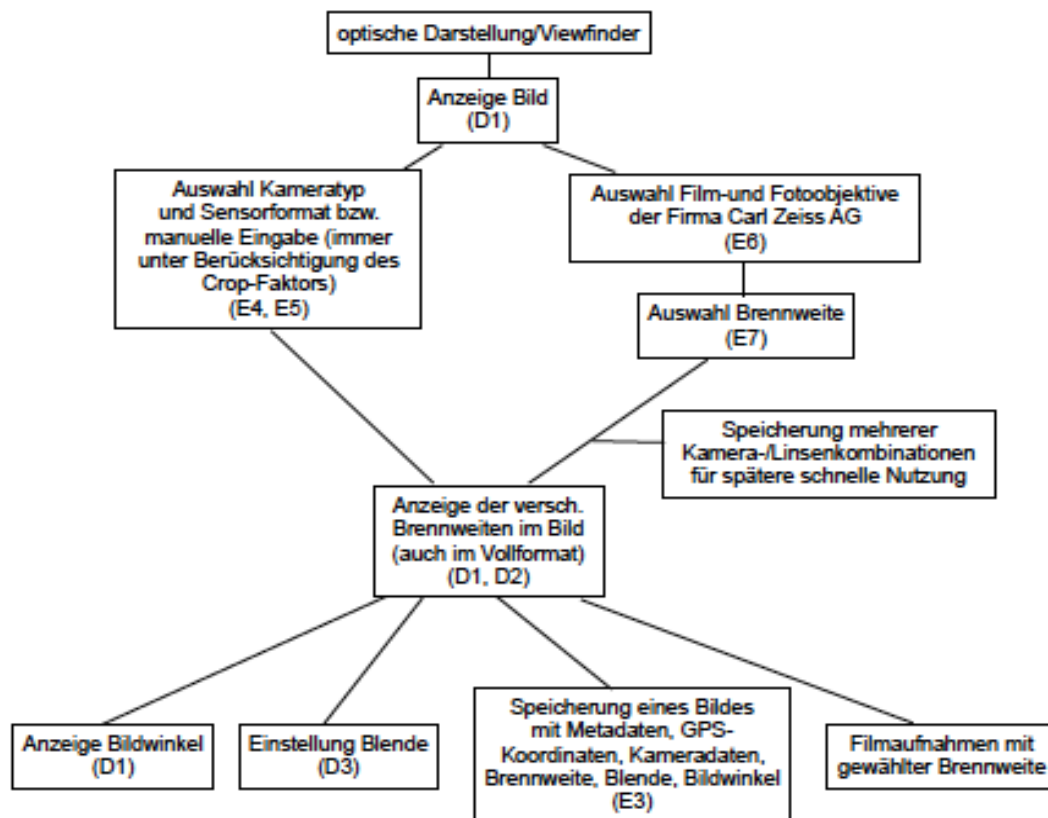 optische Darstellung/Viewfinder
Anzeige Bild
(D1)
Auswahl Kameratyp
und Sensorformat bzw.
manuelle Eingabe (immer
unter Berücksichtigung des
Crop-Faktors)
(E4, E5)
Auswahl Film-und Fotoobjektive
der Firma Carl Zeiss AG
(E6)
Auswahl Brennweite
(E7)
Speicherung mehrerer
Kamera-/Linsenkombinationen
für spätere schnelle Nutzung
Anzeige der versch.
Brennweiten im Bild
(auch im Vollformat)
(D1, D2)
Anzeige Bildwinkel
(D1)
Einstellung Blende
(D3)
Speicherung eines Bildes
mit Metadaten, GPS-
Koordinaten, Kameradaten,
Brennweite, Blende, Bildwinkel
(E3)
Filmaufnahmen mit
gewählter Brennweite